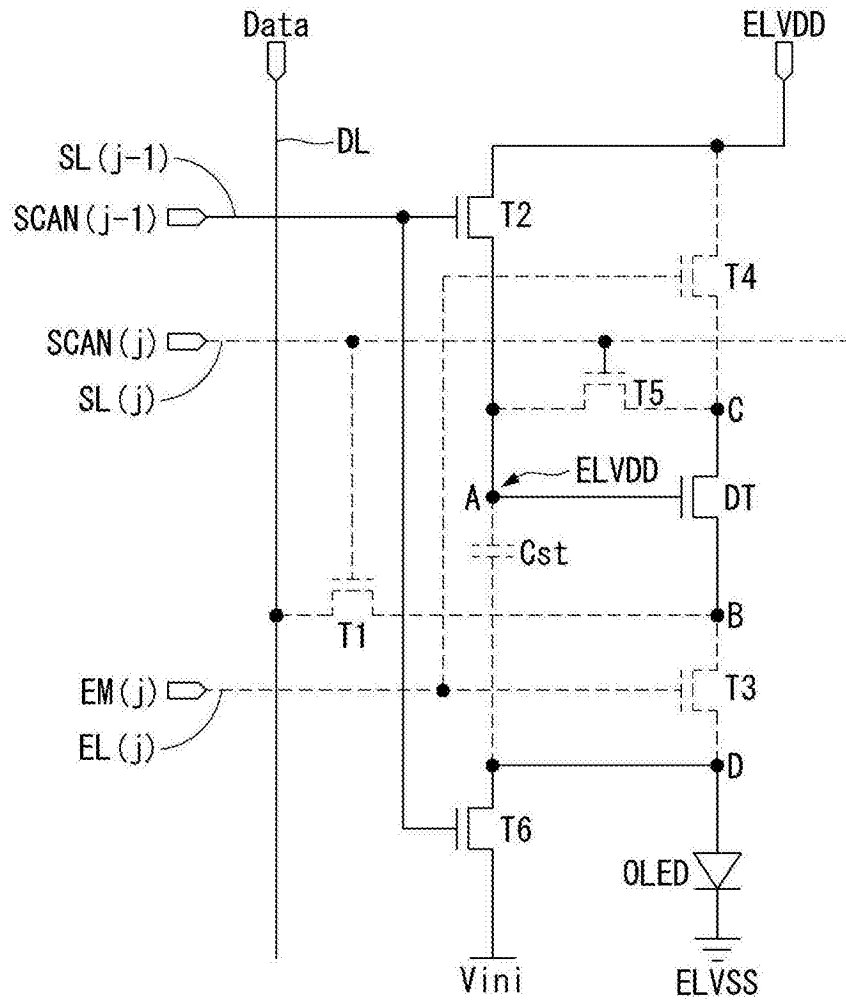 Data
ELVDD
DL
SL(j-1)
SCAN(j-1)
T2
T4
SCAN(j)
SL(j)
T5
C
ELVDD
A
DT
Cst
T1
B
EM(j)
T3
EL(j)
D
T6
OLED
Vini
ELVSS